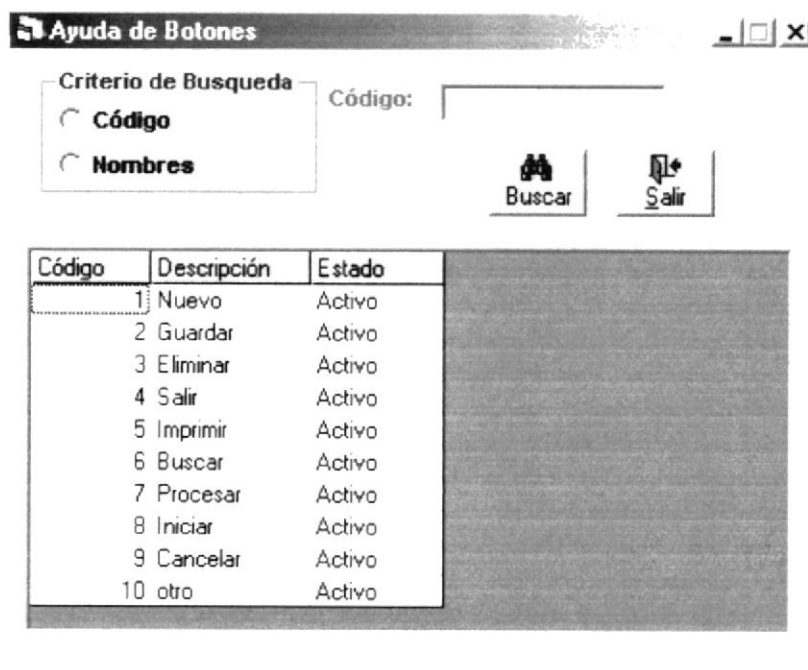 Ayuda de Botones
Criterio de Busqueda
Código
Nombres
Código:
Buscar
Salir
Código Descripción Estado
1 Nuevo Activo
2 Guardar Activo
3 Eliminar Activo
4 Salir Activo
5 Imprimir Activo
6 Buscar Activo
7 Procesar Activo
8 Iniciar Activo
9 Cancelar Activo
10 otro Activo